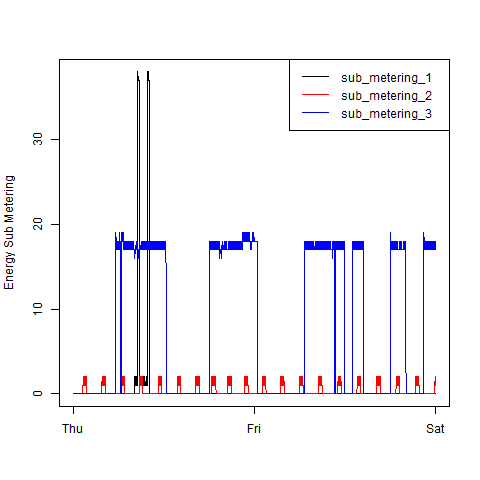 sub_metering_1
sub_metering_2
sub_metering_3
Energy Sub Metering
30
20
10
0
Thu
Fri
Sat